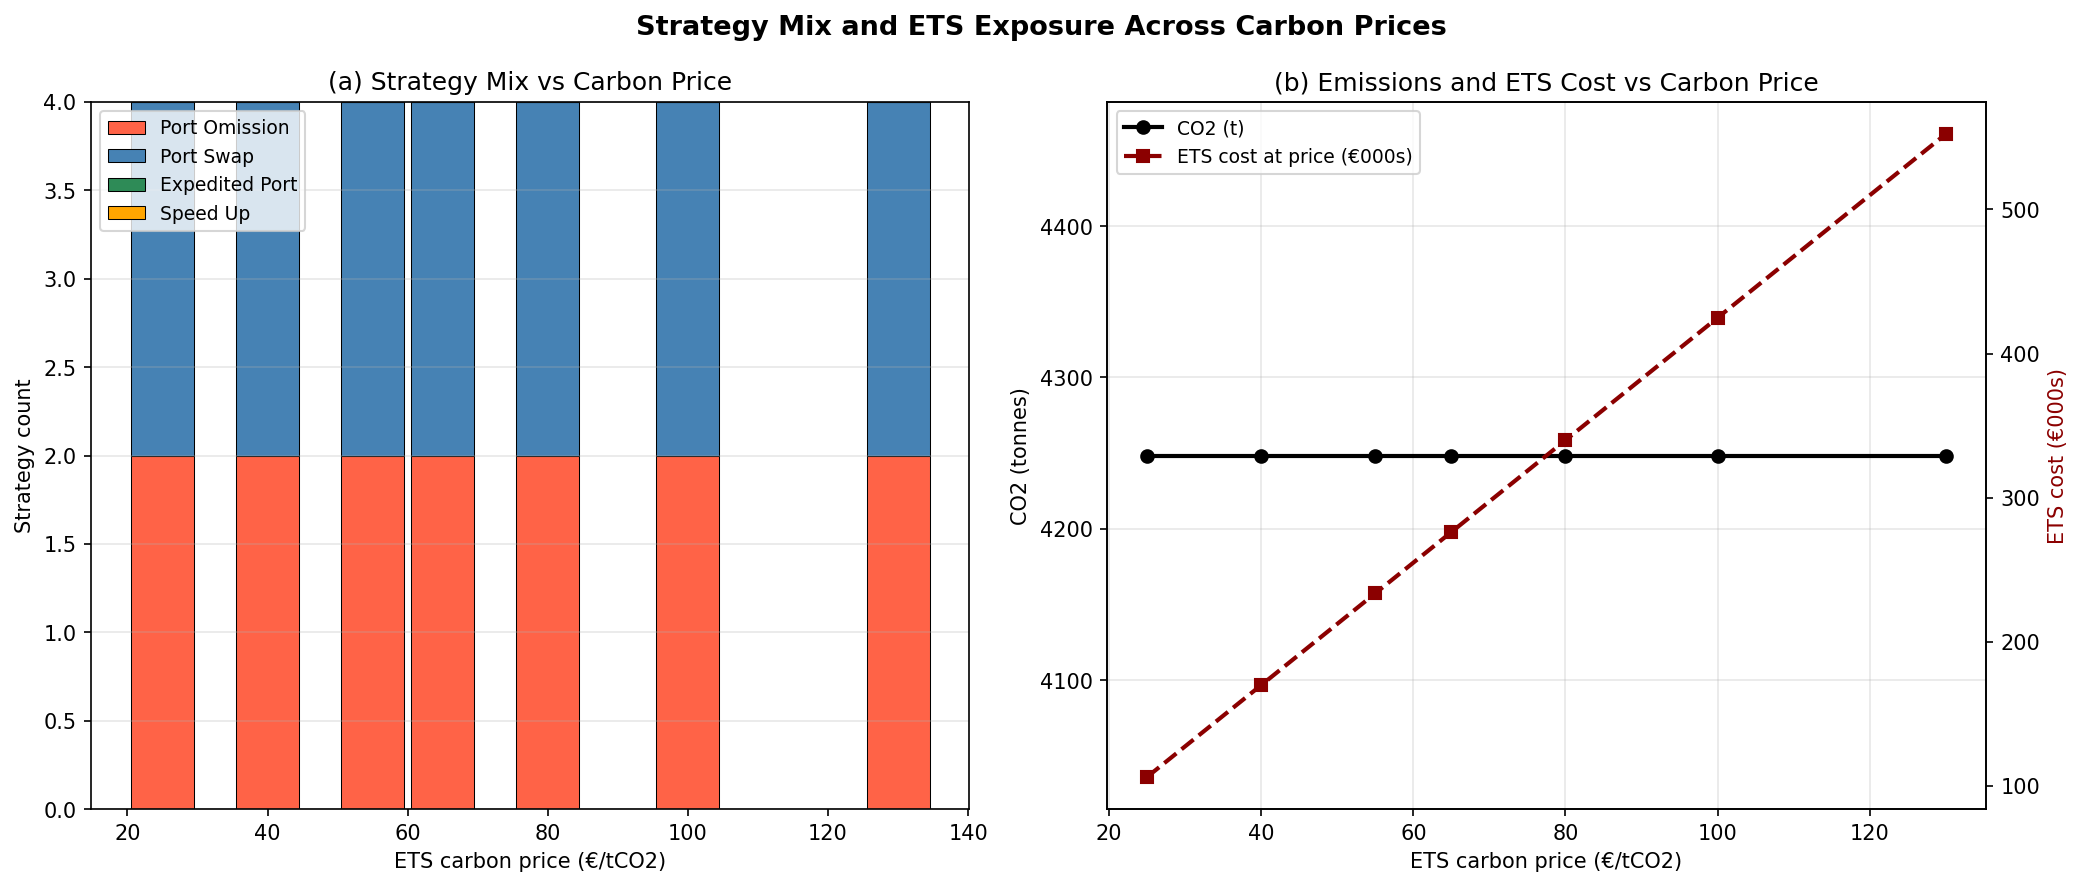 Strategy Mix and ETS Exposure Across Carbon Prices
(a) Strategy Mix vs Carbon Price
Port Omission
Port Swap
Expedited Port
Speed Up
Strategy count
4.0
3.5
3.0
2.5
2.0
1.5
1.0
0.5
0.0
20 40 60 80 100 120 140
ETS carbon price (€/tCO2)
(b) Emissions and ETS Cost vs Carbon Price
CO2 (t)
ETS cost at price (€000s)
CO2 (tonnes)
4400
4300
4200
4100
20 40 60 80 100 120
ETS carbon price (€/tCO2)
500
400
300
200
100
ETS cost (€000s)